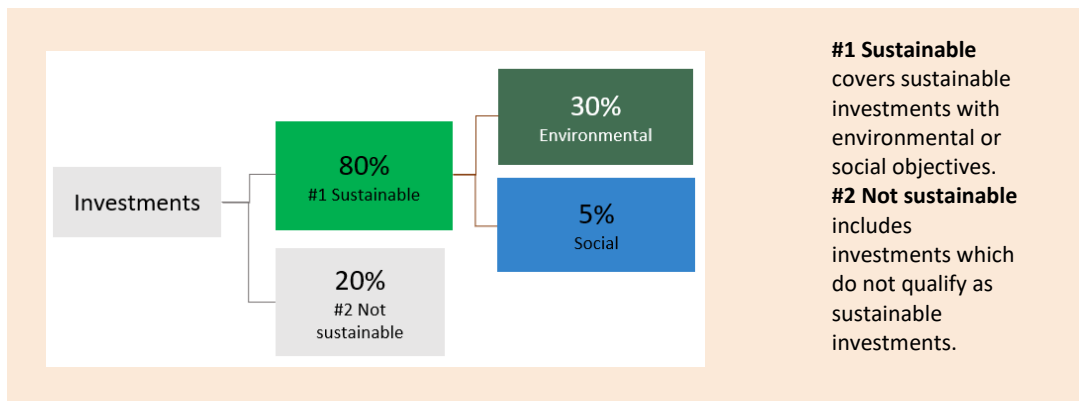 Investments
80%
#1 Sustainable
20%
#2 Not
sustainable
30%
Environmental
5%
Social
#1 Sustainable
covers sustainable
investments with
environmental or
social objectives.
#2 Not sustainable
includes
investments which
do not qualify as
sustainable
investments.